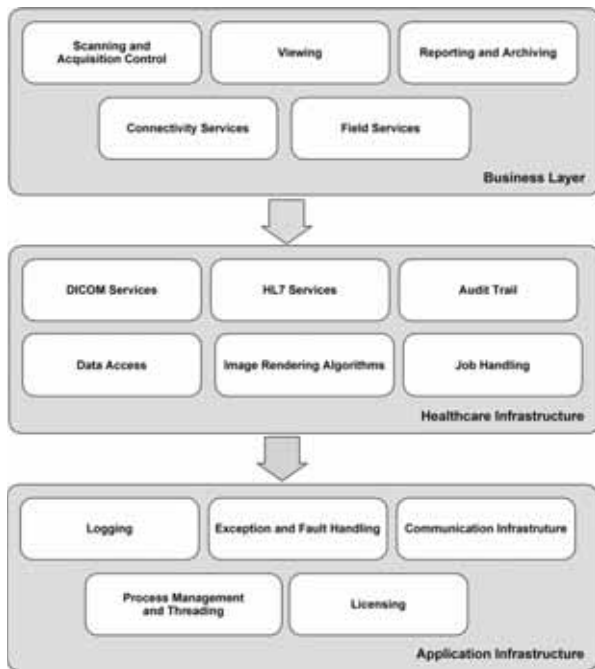 Scanning and
Acquisition Control
Viewing
Reporting and Archiving
Connectivity Services
Field Services
Business Layer
DICOM Services
HL7 Services
Audit Trail
Data Access
Image Rendering Algorithms
Job Handling
Healthcare Infrastructure
Logging
Exception and Fault Handling
Communication Infrastruture
Process Management
and Threading
Licensing
Application Infrastructure